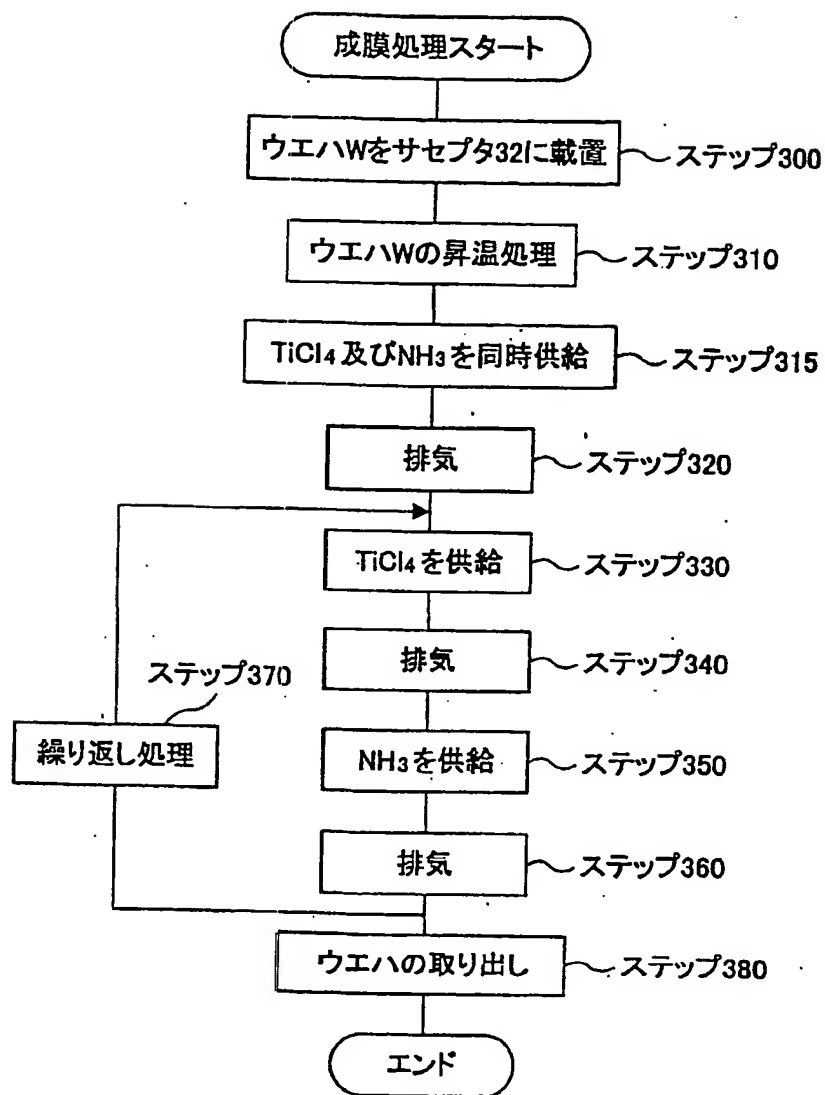 成膜処理スタート
ウエハWをサセプタ32に載置
ステップ300
ウエハWの昇温処理
ステップ310
TiCl₄及びNH₃を同時供給
ステップ315
排気
ステップ320
TiCl₄を供給
ステップ330
排気
ステップ340
ステップ370
繰り返し処理
NH₃を供給
ステップ350
排気
ステップ360
ウエハの取り出し
ステップ380
エンド